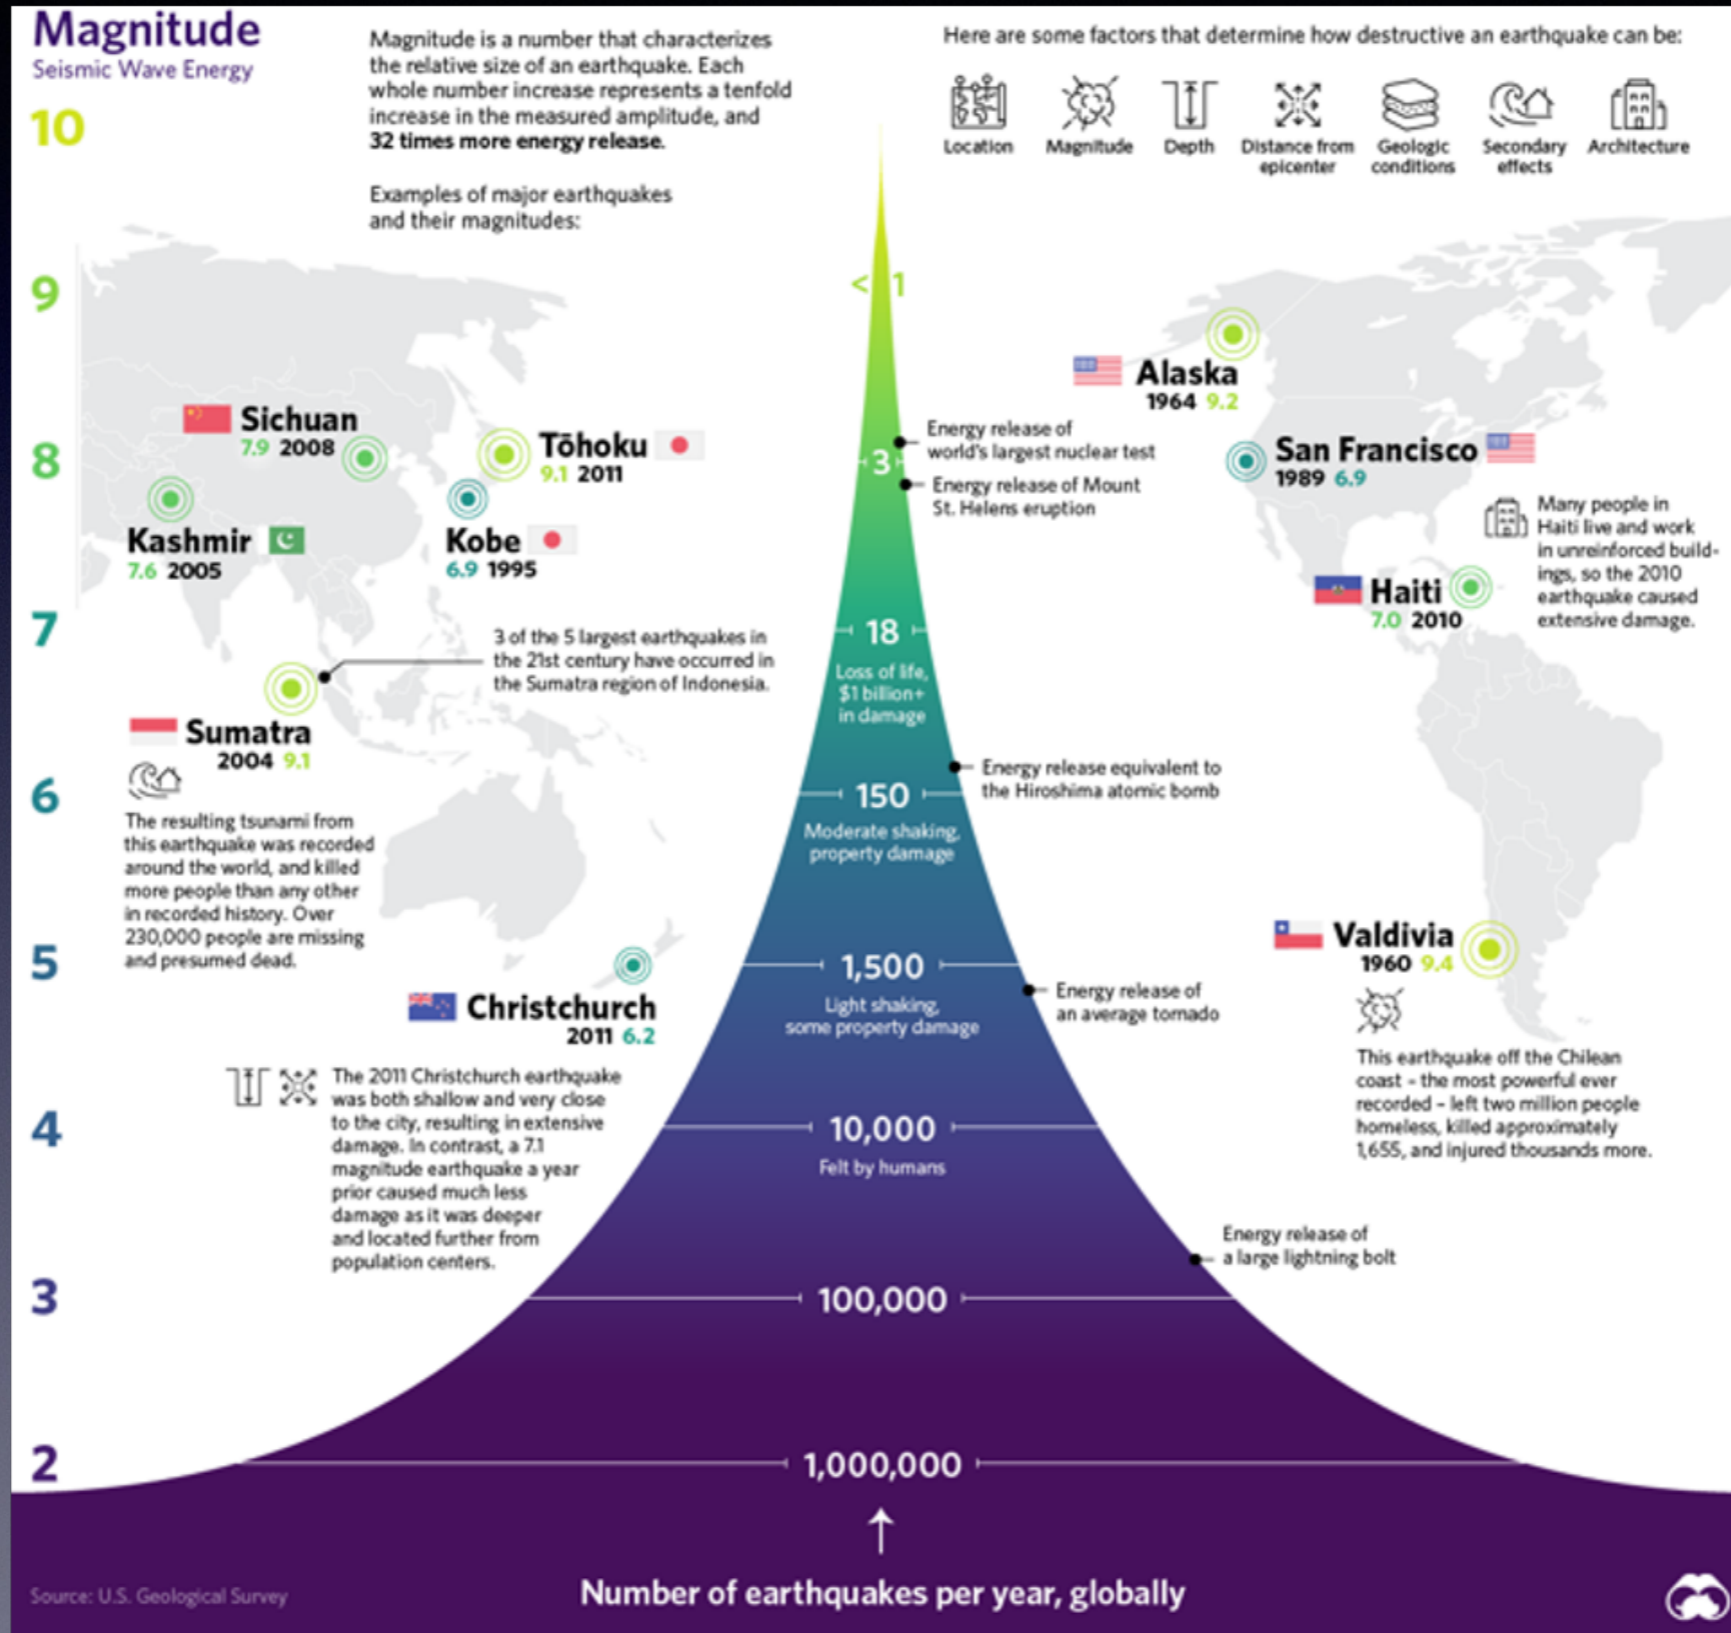 Magnitude
Seismic Wave Energy
Magnitude is a number that characterizes
the relative size of an earthquake. Each
whole number increase represents a tenfold
increase in the measured amplitude, and
32 times more energy release.
Examples of major earthquakes
and their magnitudes:
Here are some factors that determine how destructive an earthquake can be:
Location
Magnitude
Depth
Distance from
epicenter
Geologic
conditions
Secondary
effects
Architecture
10
9
8
7
6
5
4
3
2
Sichuan
7.9 2008
Tōhoku
9.1 2011
Kashmir
7.6 2005
Kobe
6.9 1995
3 of the 5 largest earthquakes in
the 21st century have occurred in
the Sumatra region of Indonesia.
Sumatra
2004 9.1
The resulting tsunami from
this earthquake was recorded
around the world, and killed
more people than any other
in recorded history. Over
230,000 people are missing
and presumed dead.
Christchurch
2011 6.2
The 2011 Christchurch earthquake
was both shallow and very close
to the city, resulting in extensive
damage. In contrast, a 7.1
magnitude earthquake a year
prior caused much less
damage as it was deeper
and located further from
population centers.
< 1
3
18
Loss of life,
$1 billion+
in damage
150
Moderate shaking,
property damage
1,500
Light shaking,
some property damage
10,000
Felt by humans
100,000
1,000,000
Energy release of
world's largest nuclear test
Energy release of Mount
St. Helens eruption
Energy release equivalent to
the Hiroshima atomic bomb
Energy release of
an average tornado
Energy release of
a large lightning bolt
Alaska
1964 9.2
San Francisco
1989 6.9
Many people in
Haiti live and work
in unreinforced build-
ings, so the 2010
earthquake caused
extensive damage.
Haiti
7.0 2010
Valdivia
1960 9.4
This earthquake off the Chilean
coast - the most powerful ever
recorded - left two million people
homeless, killed approximately
1,655, and injured thousands more.
Number of earthquakes per year, globally
Source: U.S. Geological Survey